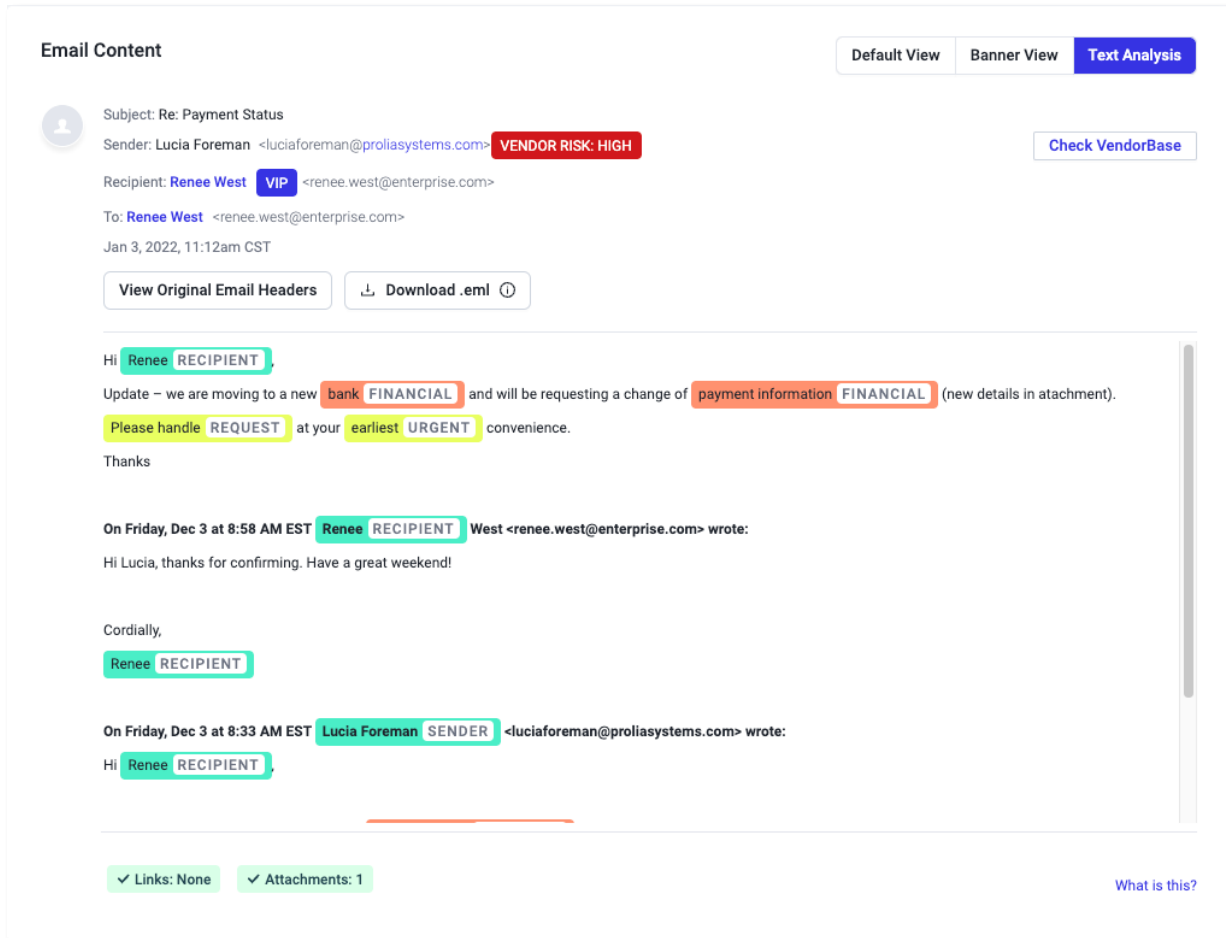 Email Content
Default View Banner View Text Analysis
Subject: Re: Payment Status
Sender: Lucia Foreman <luciaforeman@proliasystems.com> VENDOR RISK: HIGH
Check VendorBase
Recipient: Renee West VIP <renee.west@enterprise.com>
To: Renee West <renee.west@enterprise.com>
Jan 3, 2022, 11:12am CST
View Original Email Headers Download .eml
Hi Renee RECIPIENT,
Update – we are moving to a new bank FINANCIAL and will be requesting a change of payment information FINANCIAL (new details in atachment).
Please handle REQUEST at your earliest URGENT convenience.
Thanks
On Friday, Dec 3 at 8:58 AM EST Renee RECIPIENT West <renee.west@enterprise.com> wrote:
Hi Lucia, thanks for confirming. Have a great weekend!
Cordially,
Renee RECIPIENT
On Friday, Dec 3 at 8:33 AM EST Lucia Foreman SENDER <luciaforeman@proliasystems.com> wrote:
Hi Renee RECIPIENT,
Links: None Attachments: 1
What is this?